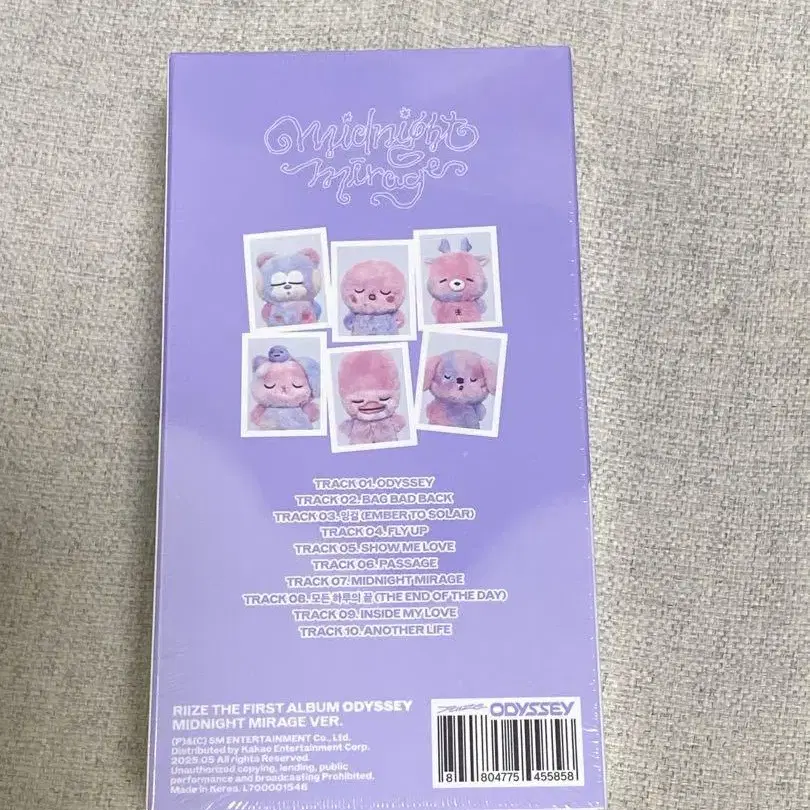 Midnight
mirage
TRACK 01. ODYSSEY
TRACK 02. BAG BAD BACK
TRACK 03. 잉걸 (EMBER TO SOLAR)
TRACK 04. FLY UP
TRACK 05. SHOW ME LOVE
TRACK 06. PASSAGE
TRACK 07. MIDNIGHT MIRAGE
TRACK 08. 모든 하루의 끝 (THE END OF THE DAY)
TRACK 09. INSIDE MY LOVE
TRACK 10. ANOTHER LIFE
RIIZE THE FIRST ALBUM ODYSSEY
MIDNIGHT MIRAGE VER.
(P)&(C) SM ENTERTAINMENT Co., Ltd.
Distributed by Kakao Entertainment Corp.
2025.05 All rights Reserved.
Unauthorized copying, lending, public
performance and broadcasting Prohibited.
Made in Korea. L700001546
RIIZE ODYSSEY
8 804775 455858